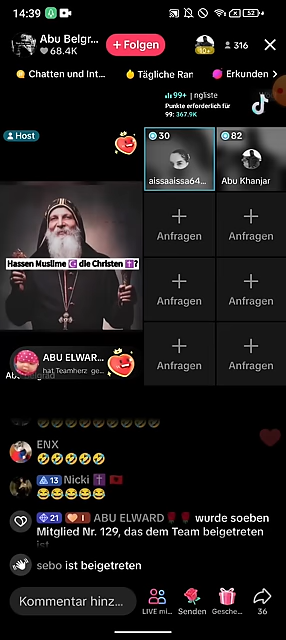 14:39
Abu Belgr...
68.4K
+ Folgen
10+
316
Chatten und Int...
Tägliche Ran
Erkunden
99+ | ngliste
Punkte erforderlich für
99: 367.9K
Host
30
aissaaissa64...
82
Abu Khanjar
Hassen Muslime die Christen ?
Anfragen
Anfragen
Anfragen
Anfragen
Anfragen
Anfragen
ABU ELWAR...
hat Teamherz ge...
ENX
13 Nicki
21 I ABU ELWARD wurde soeben
Mitglied Nr. 129, das dem Team beigetreten
ist
sebo ist beigetreten
Kommentar hinz...
LIVE mi...
Senden
Gesche...
36